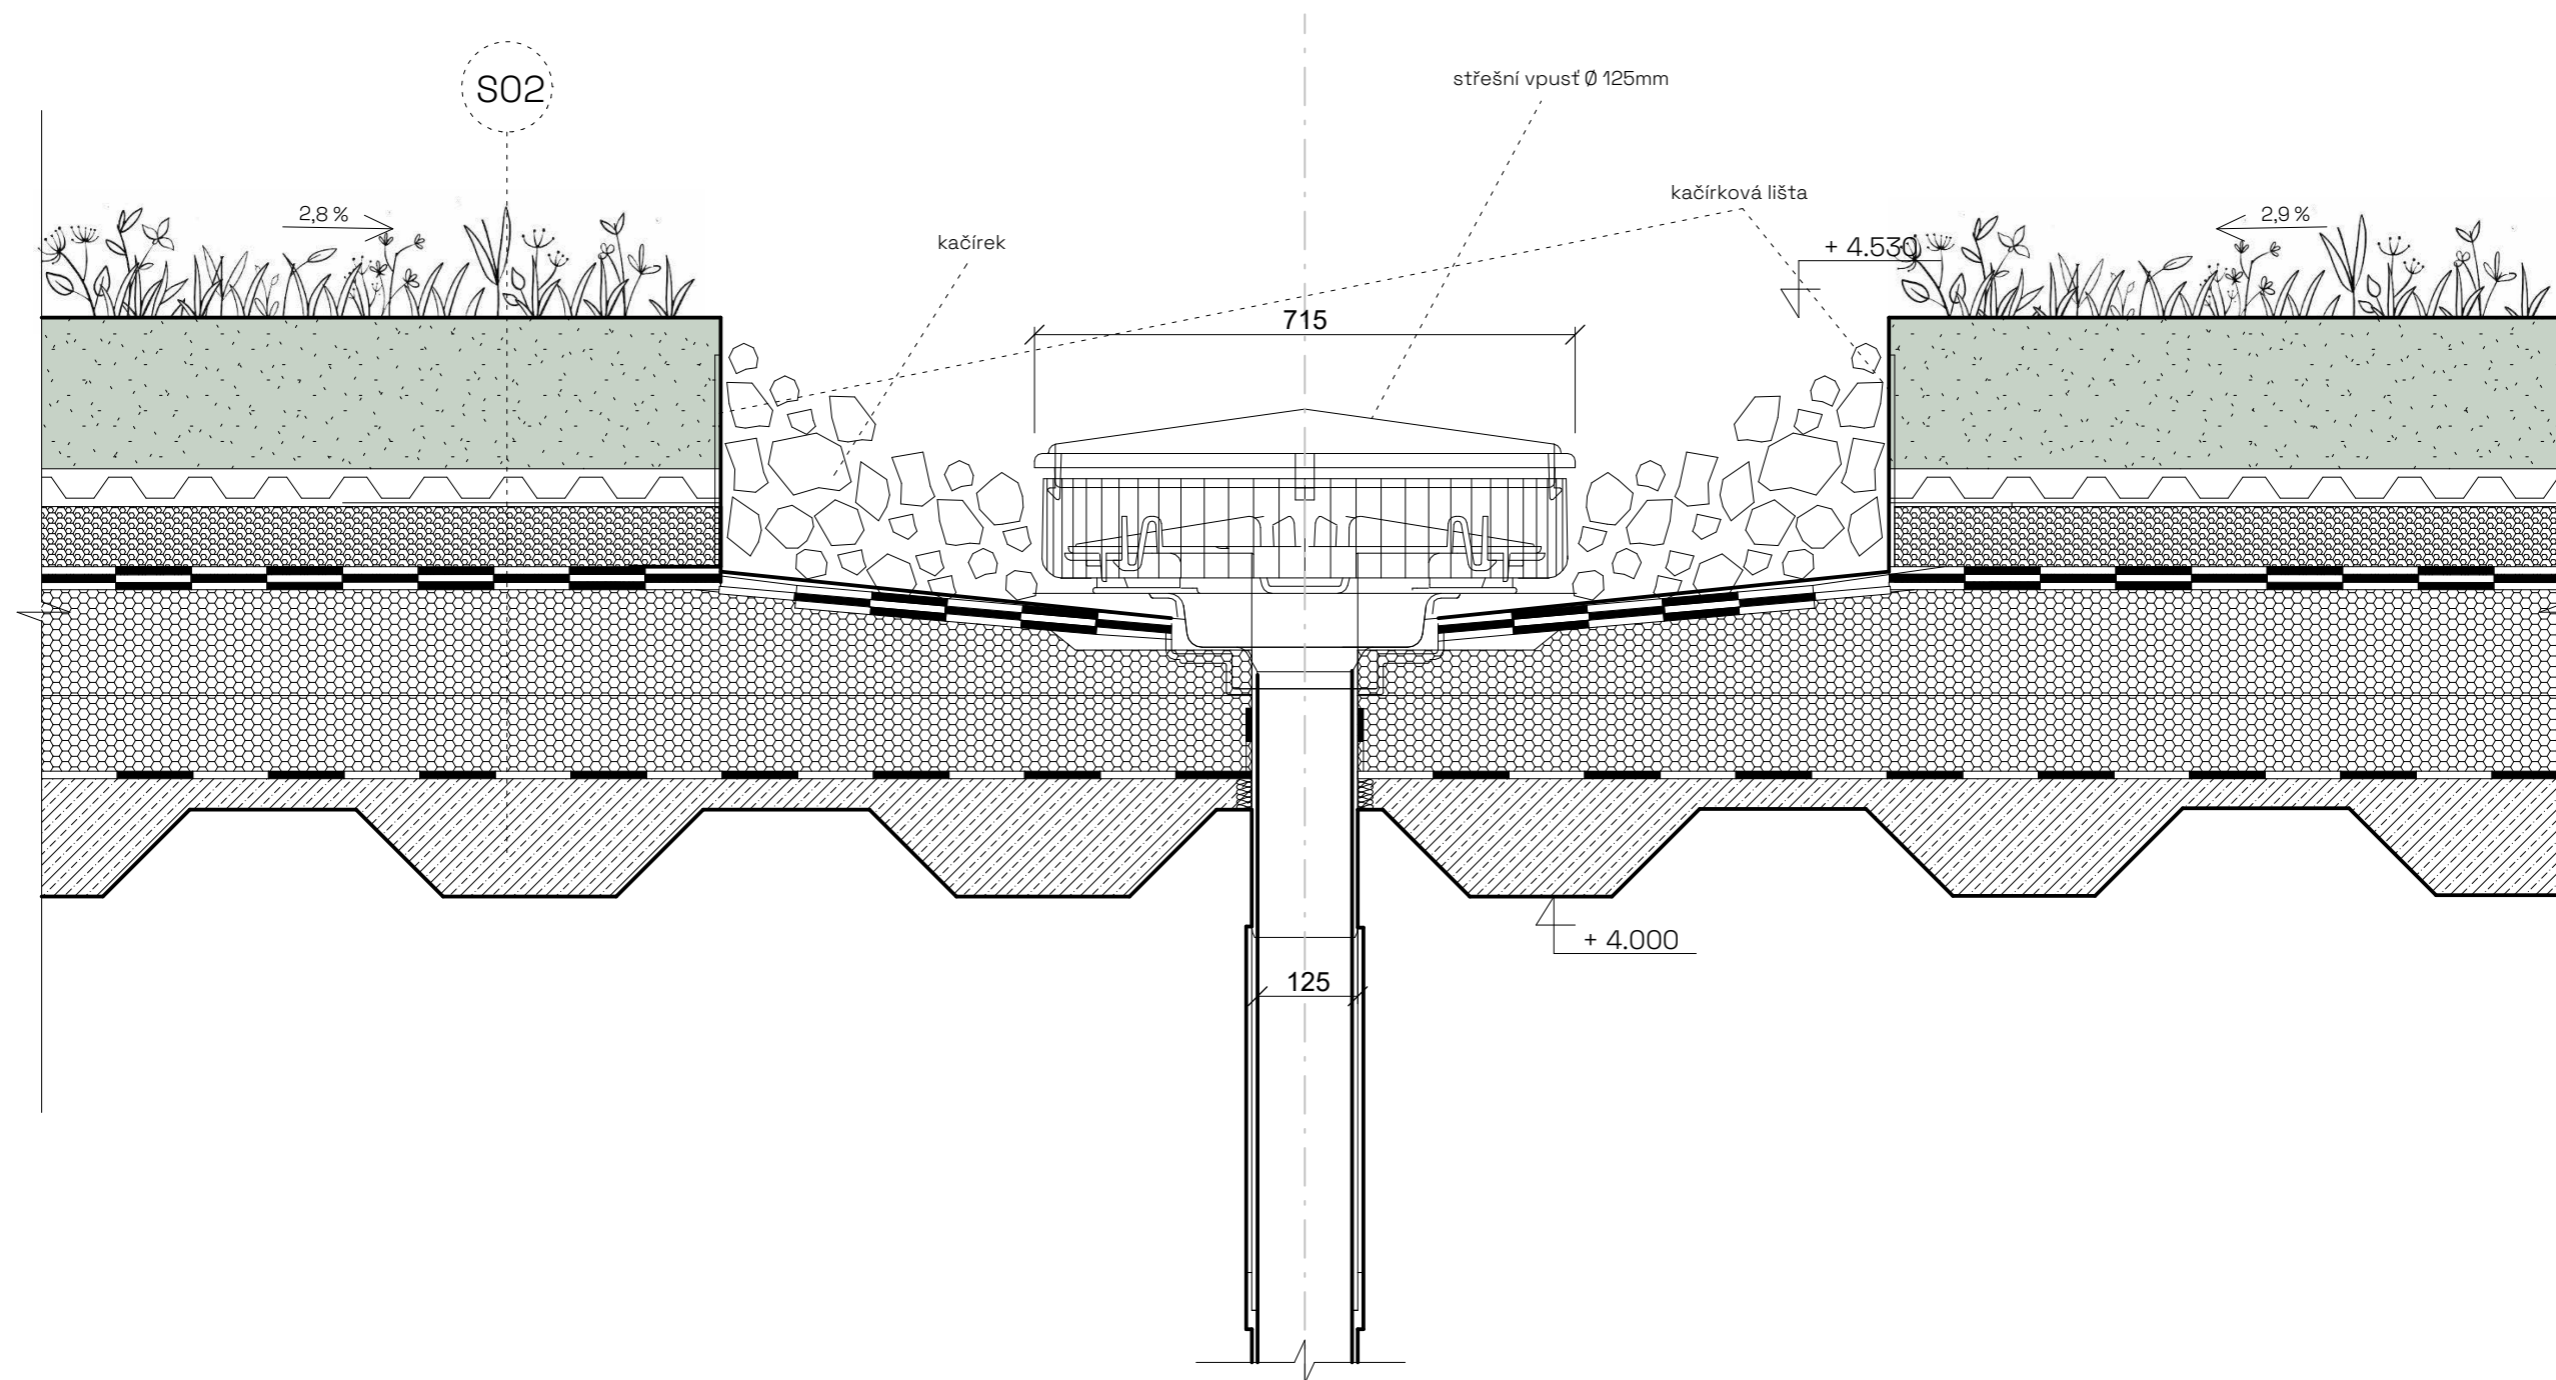 S02
střešní vpusť Ø 125mm
kačírková lišta
2,8 %
2,9 %
kačírek
+ 4.530
715
+ 4.000
125